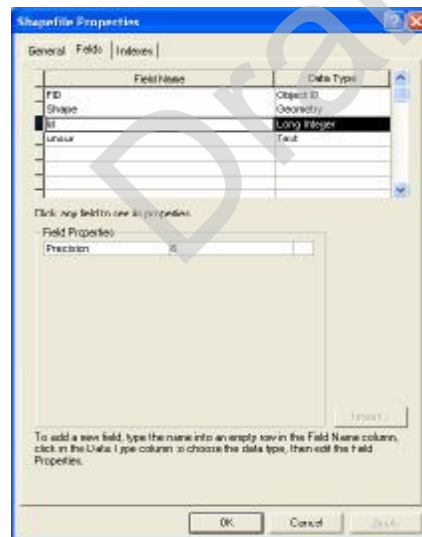 Shapefile Properties
General Fields Indexes
Field Name Data Type
FID Object ID
Shape Geometry
Id Long Integer
unsur Text
Click any field to see its properties.
Field Properties
Precision 6
Import...
To add a new field, type the name into an empty row in the Field Name column,
click in the Data Type column to choose the data type, then edit the Field
Properties.
OK Cancel Apply